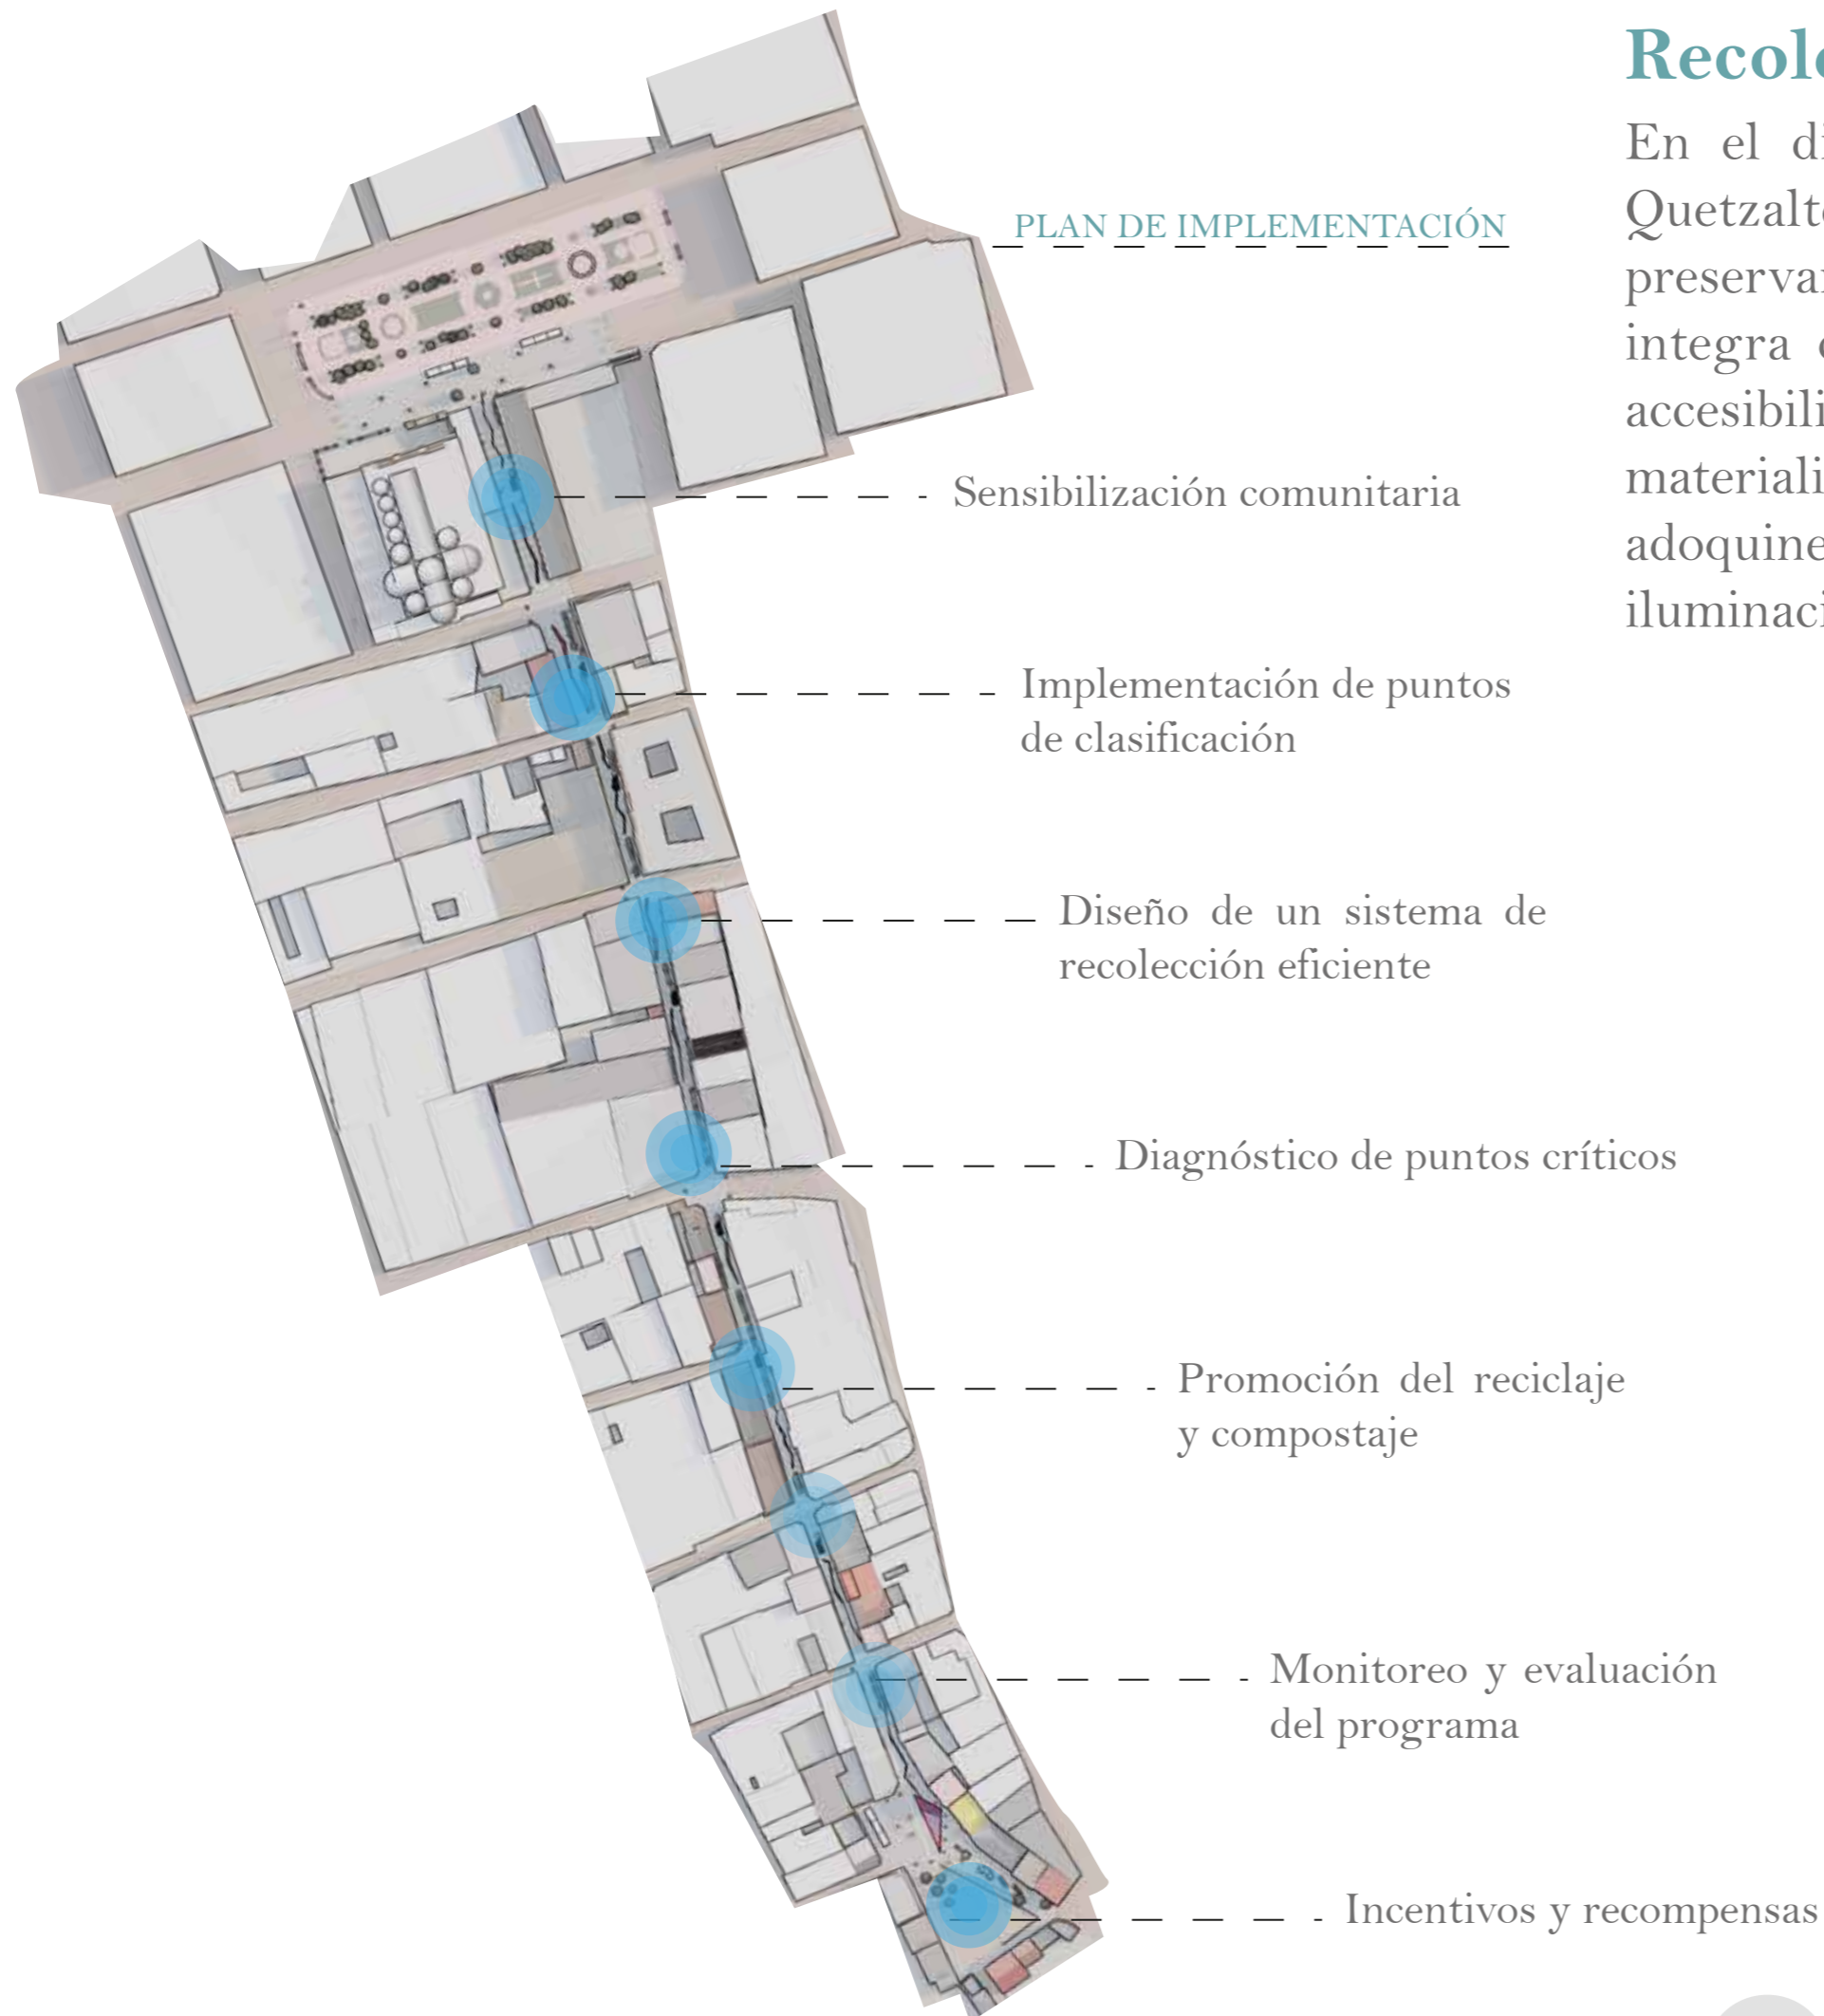 PLAN DE IMPLEMENTACIÓN
Sensibilización comunitaria
Implementación de puntos
de clasificación
Diseño de un sistema de
recolección eficiente
Diagnóstico de puntos críticos
Promoción del reciclaje
y compostaje
Monitoreo y evaluación
del programa
Incentivos y recompensas
Recol
En el di
Quetzalt
preserva
integra
accesibili
materiali
adoquine
iluminaci